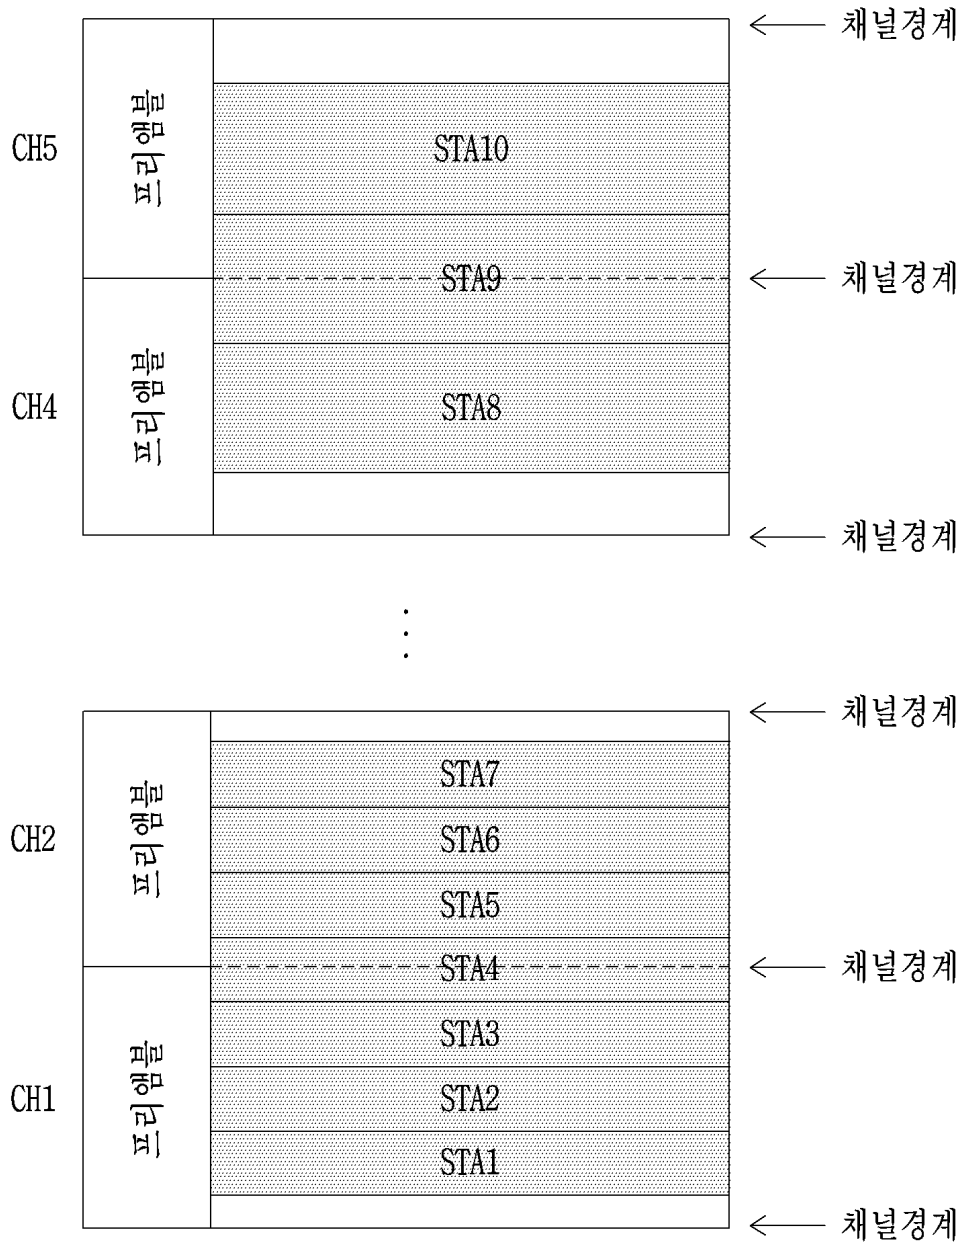 채널경계
CH5
프리앰블
STA10
STA9
채널경계
CH4
프리앰블
STA8
채널경계
채널경계
CH2
프리앰블
STA7
STA6
STA5
STA4
채널경계
CH1
프리앰블
STA3
STA2
STA1
채널경계